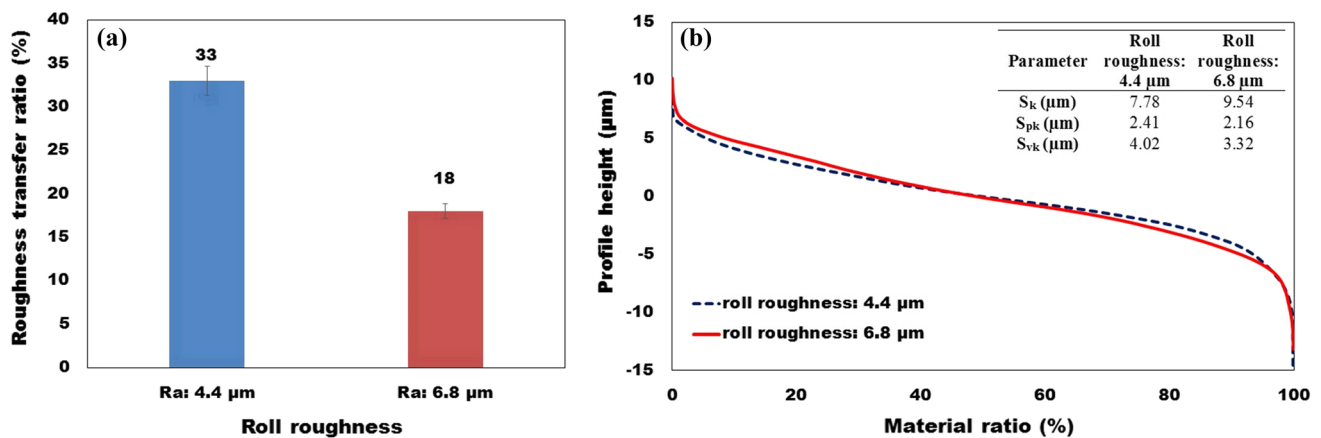 (a)
Roughness transfer ratio (%)
40
35
30
25
20
15
10
5
0
33
18
Ra: 4.4 µm
Ra: 6.8 µm
Roll roughness
(b)
Profile height (µm)
15
10
5
0
-5
-10
-15
Parameter
Roll
roughness:
4.4 µm
Roll
roughness:
6.8 µm
Sk (µm) 7.78 9.54
Spk (µm) 2.41 2.16
Svk (µm) 4.02 3.32
roll roughness: 4.4 µm
roll roughness: 6.8 µm
0 20 40 60 80 100
Material ratio (%)